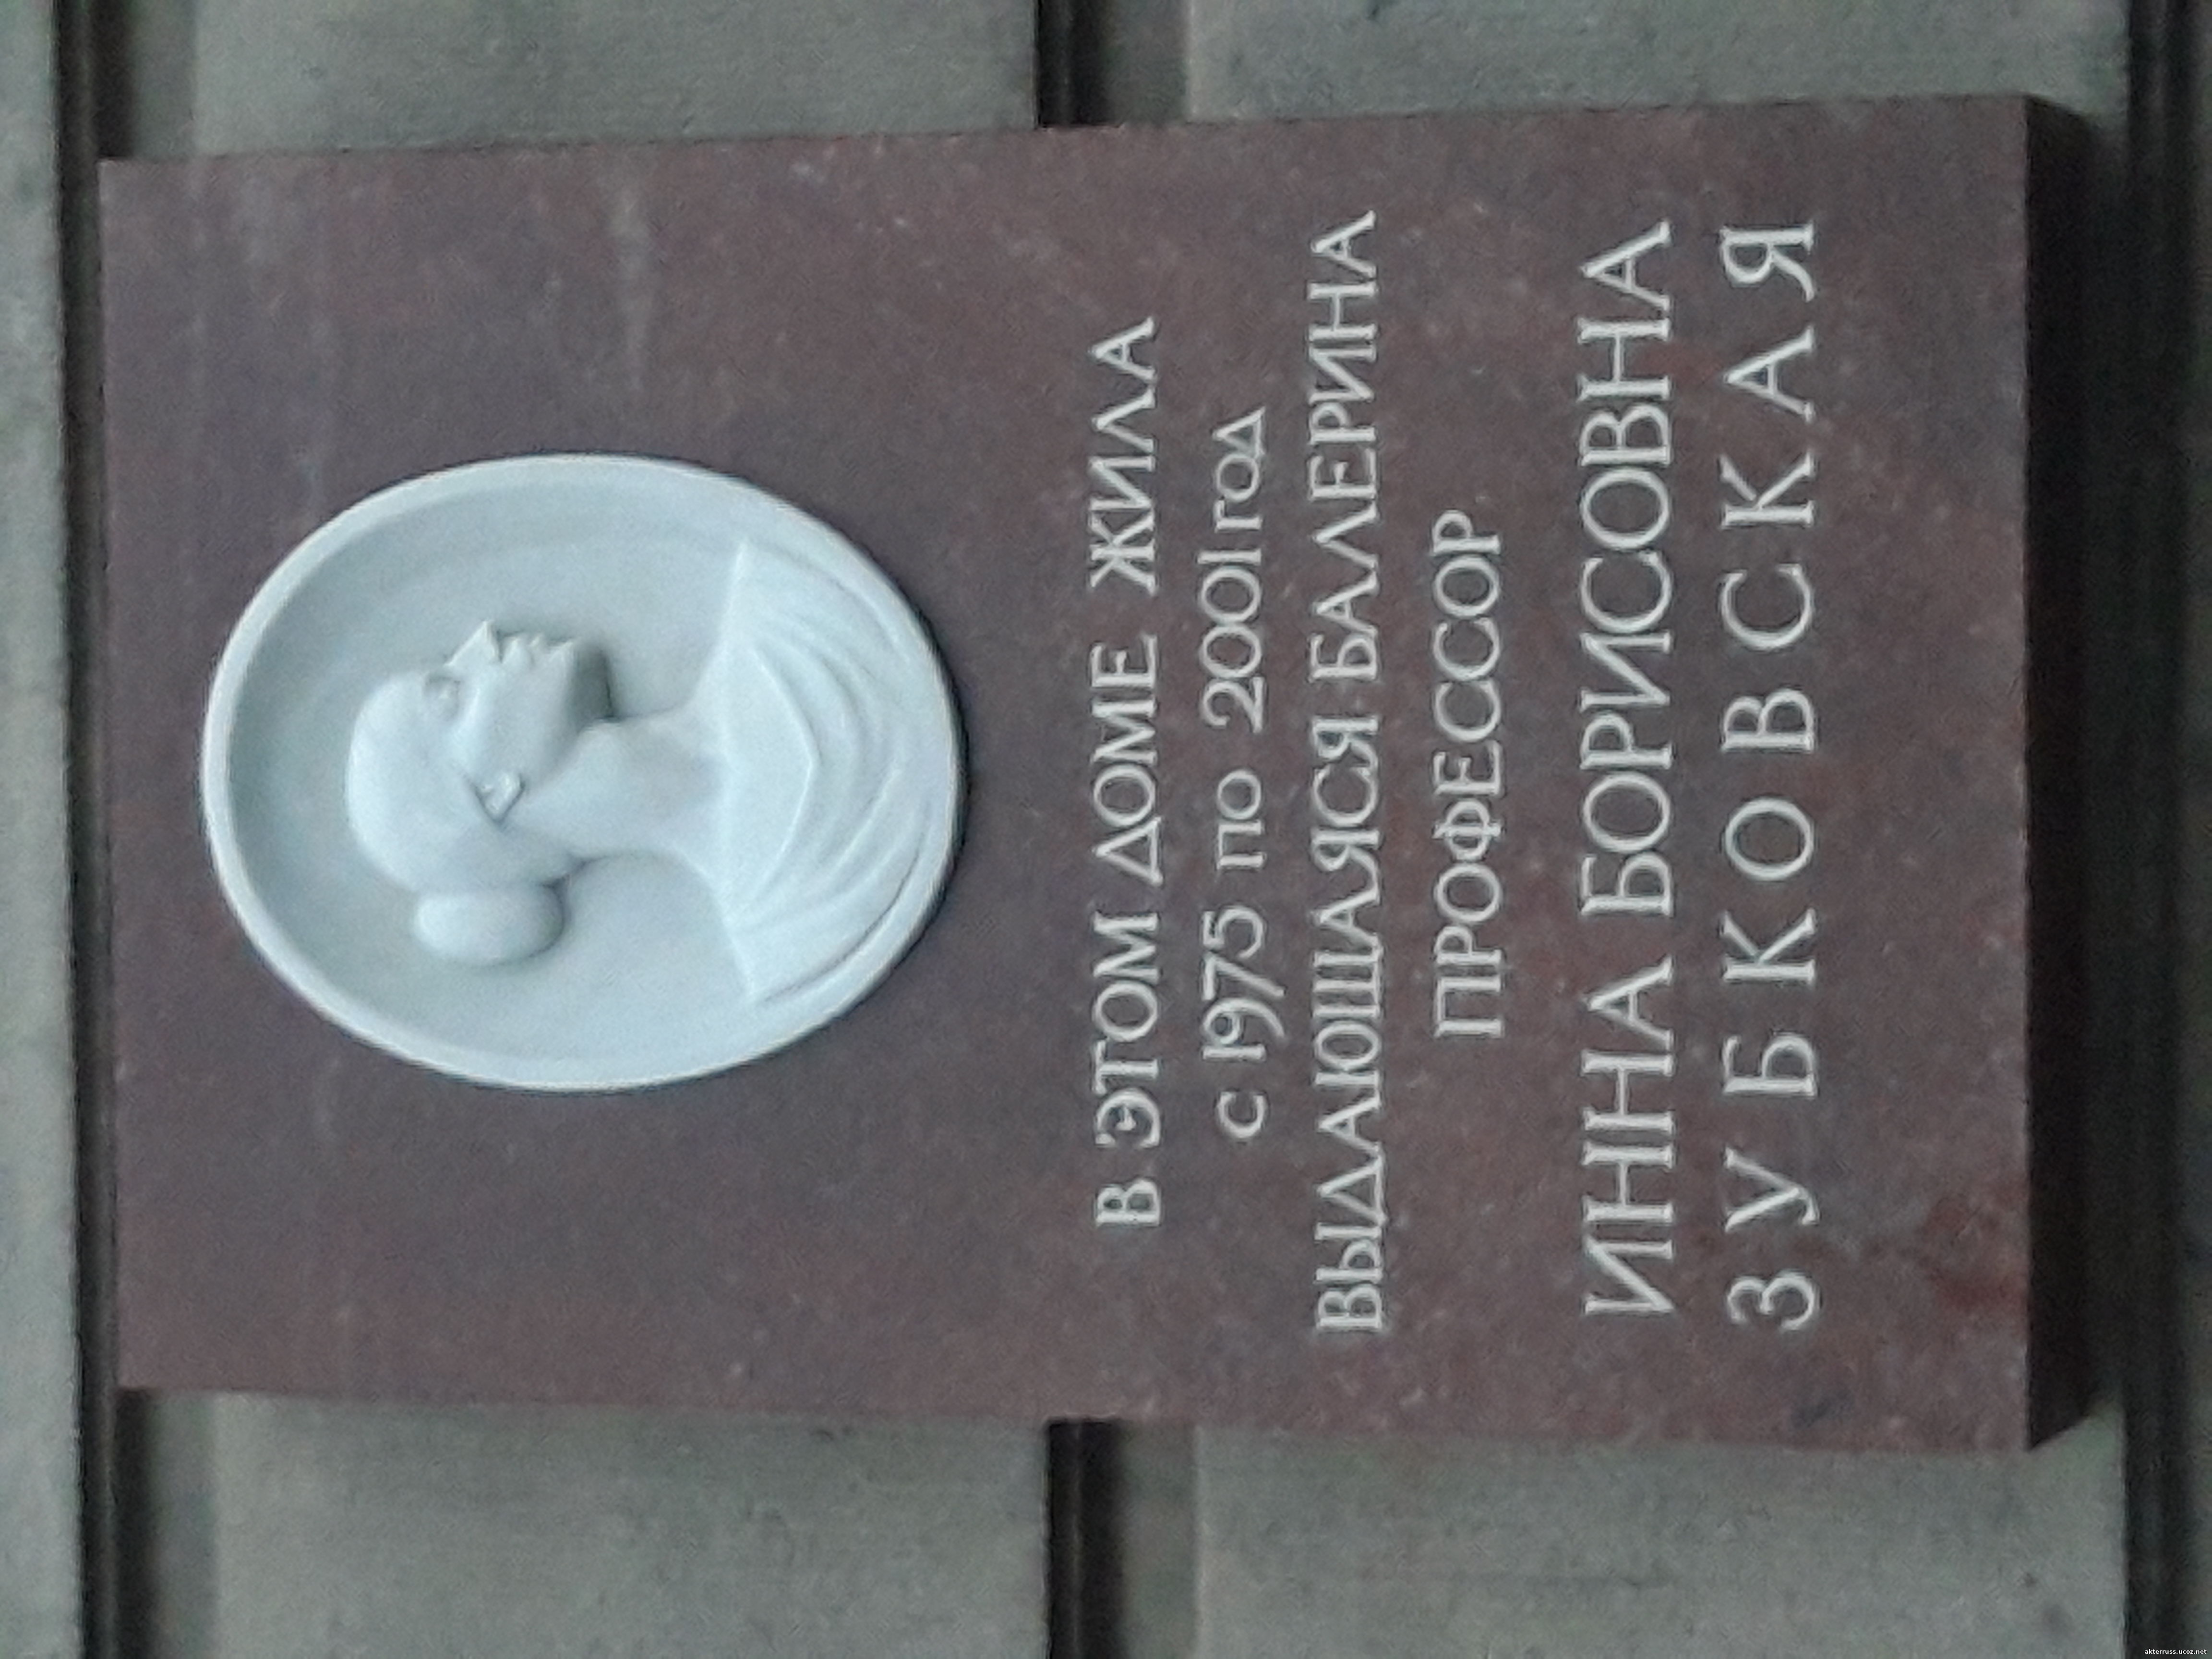 В ЭТОМ ДОМЕ ЖИЛА
С 1975 ПО 2001 ГОД
ВЫДАЮЩАЯСЯ БАЛЕРИНА
ПРОФЕССОР
ИННА БОРИСОВНА
ЗУБКОВСКАЯ
akterruss.ucoz.net